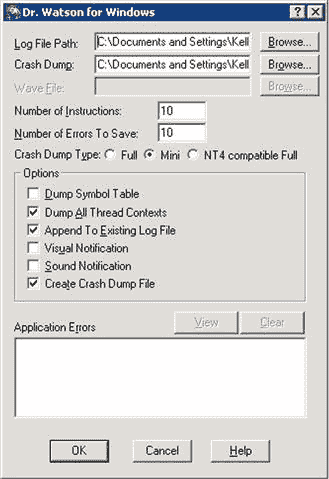 Dr. Watson for Windows
Log File Path: C:\Documents and Settings\Kell Browse...
Crash Dump: C:\Documents and Settings\Kell Browse...
Wave File: Browse...
Number of Instructions: 10
Number of Errors To Save: 10
Crash Dump Type: Full Mini NT4 compatible Full
Options
Dump Symbol Table
Dump All Thread Contexts
Append To Existing Log File
Visual Notification
Sound Notification
Create Crash Dump File
Application Errors View Clear
OK Cancel Help